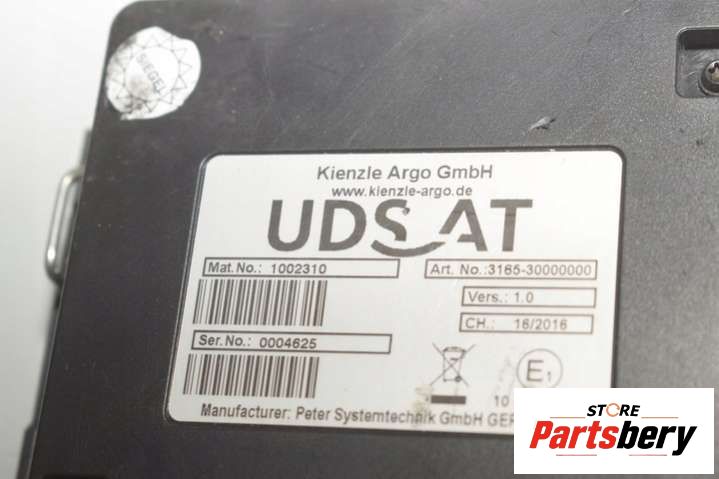 SIEGEL
Kienzle Argo GmbH
www.kienzle-argo.de
UDS AT
Mat.No.: 1002310
Art. No.:3165-30000000
Vers.: 1.0
CH.: 16/2016
Ser.No.: 0004625
E1
10
Manufacturer: Peter Systemtechnik GmbH GER
STORE
Partsbery